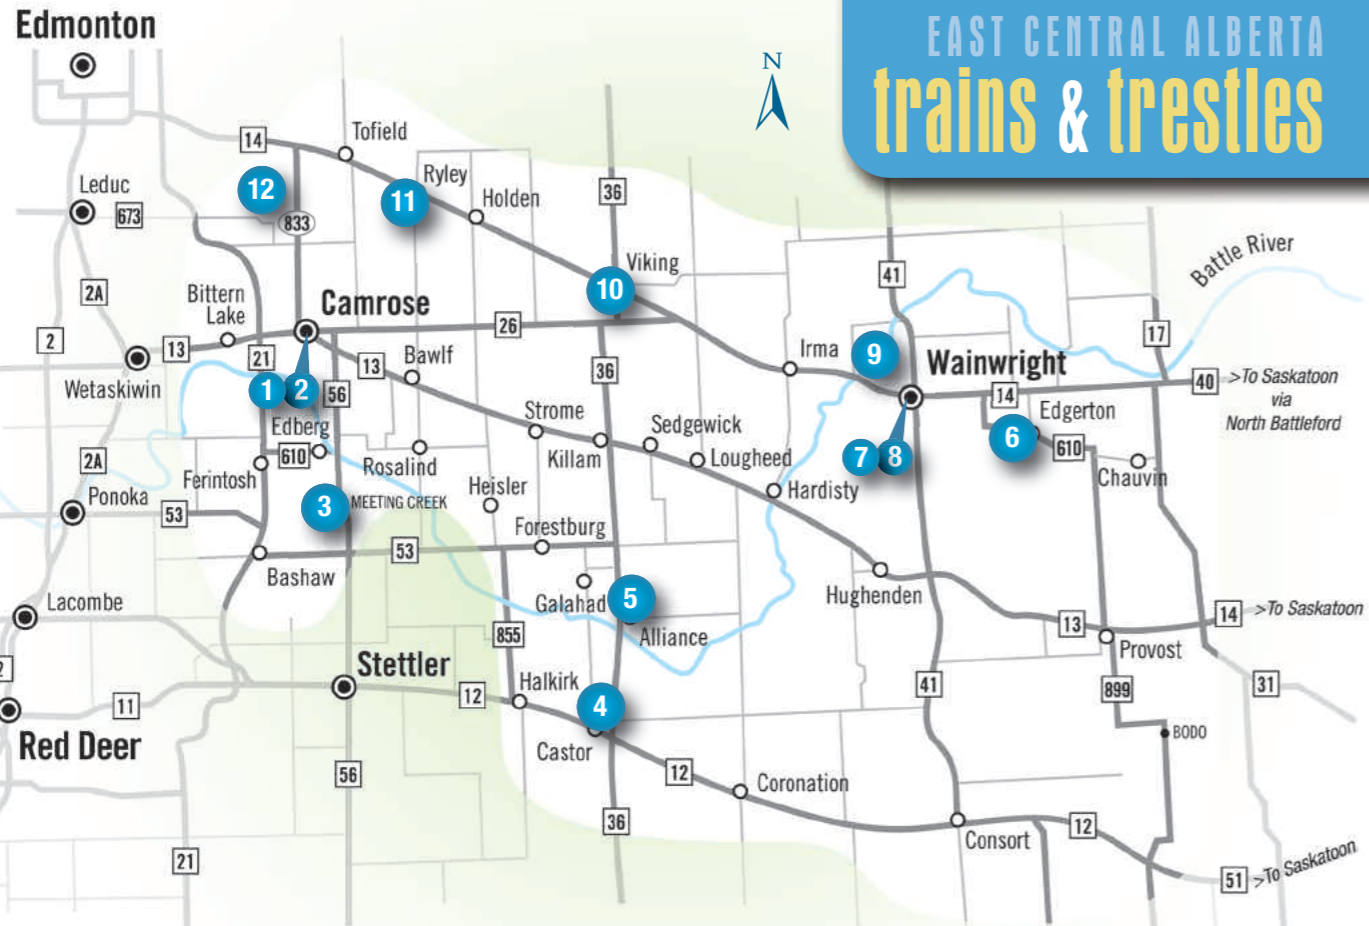 Edmonton
EAST CENTRAL ALBERTA
trains & trestles
N
14
Tofield
12
11
Ryley
Holden
36
Leduc
673
833
Viking
10
41
Battle River
2A
Bittern
Lake
Camrose
26
2
13
21
13
Bawlf
36
Irma
9
Wainwright
17
40
>To Saskatoon
via
North Battleford
Wetaskiwin
1
2
56
14
Edgerton
Edberg
Strome
Sedgewick
6
610
Killam
Lougheed
7
8
610
Chauvin
2A
Ferintosh
Rosalind
Heisler
Hardisty
Ponoka
53
3
MEETING CREEK
Forestburg
53
Bashaw
Galahad
5
Hughenden
Lacombe
855
Alliance
13
14
>To Saskatoon
Provost
2
Stettler
12
Halkirk
4
41
899
31
11
Red Deer
Castor
BODO
56
12
Coronation
36
Consort
12
21
51
>To Saskatoon